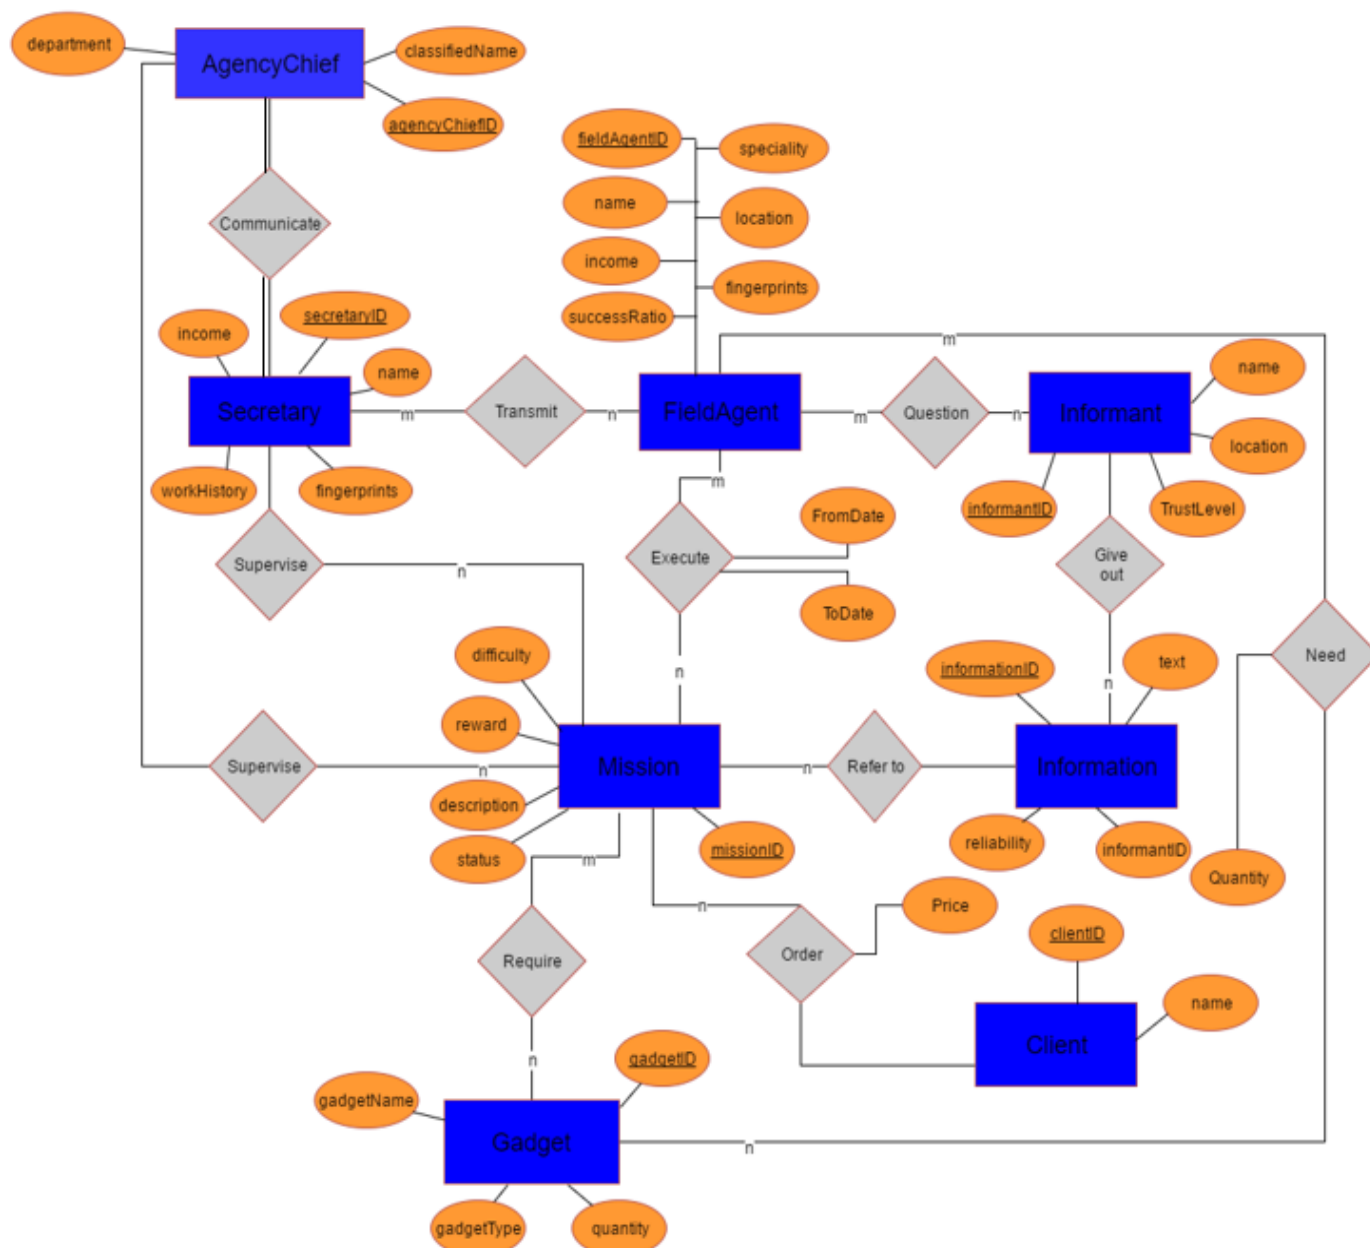 department
AgencyChief
classifiedName
agencyChiefID
fieldAgentID
speciality
name
location
income
fingerprints
successRatio
Communicate
income
secretaryID
name
Secretary
m
Transmit
n
FieldAgent
m
Question
n
Informant
m
name
location
workHistory
fingerprints
informantID
TrustLevel
m
Supervise
n
Execute
FromDate
ToDate
Give
out
n
n
Need
difficulty
reward
description
status
informationID
text
Supervise
n
Mission
n
Refer to
Information
missionID
reliability
informantID
Quantity
m
n
Price
Require
Order
clientID
name
Client
n
gadgetID
gadgetName
Gadget
n
gadgetType
quantity